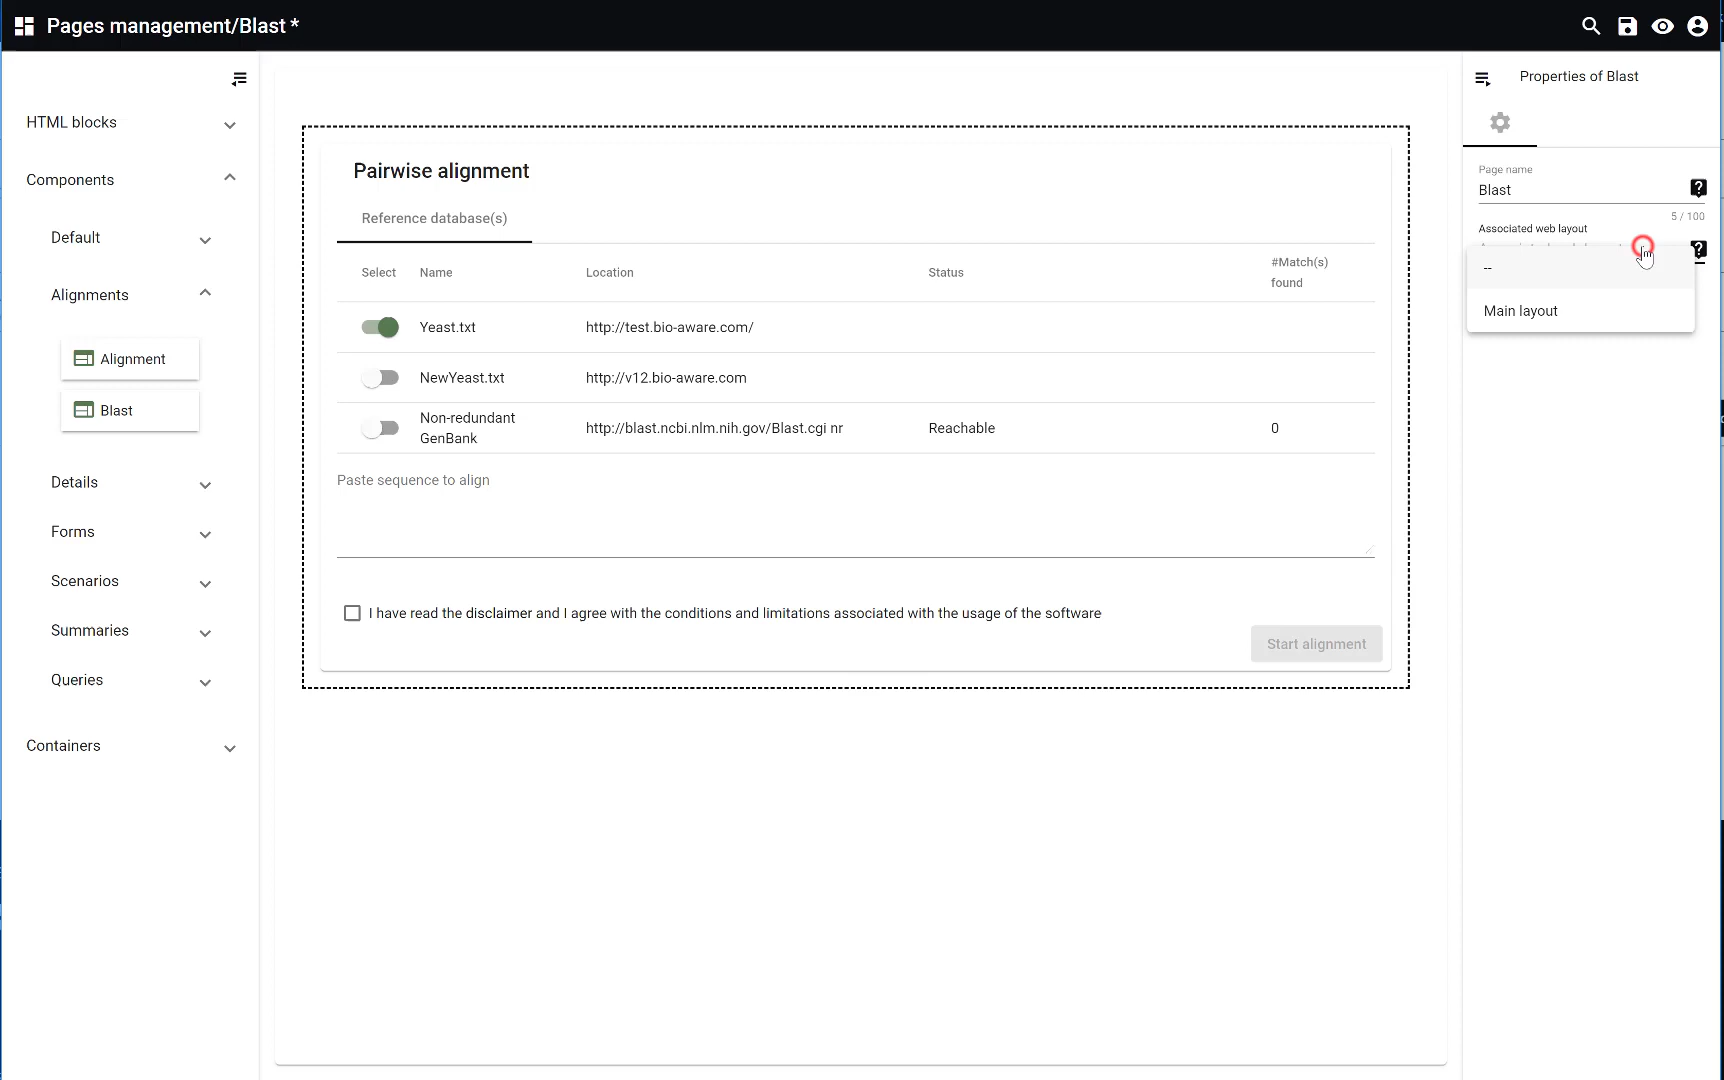 Pages management/Blast *
HTML blocks
Components
Default
Alignments
Alignment
Blast
Details
Forms
Scenarios
Summaries
Queries
Containers
Pairwise alignment
Reference database(s)
Select Name Location Status #Match(s) found
Yeast.txt http://test.bio-aware.com/
NewYeast.txt http://v12.bio-aware.com
Non-redundant GenBank http://blast.ncbi.nlm.nih.gov/Blast.cgi nr Reachable 0
Paste sequence to align
I have read the disclaimer and I agree with the conditions and limitations associated with the usage of the software
Start alignment
Properties of Blast
Page name
Blast
5 / 100
Associated web layout
--
Main layout